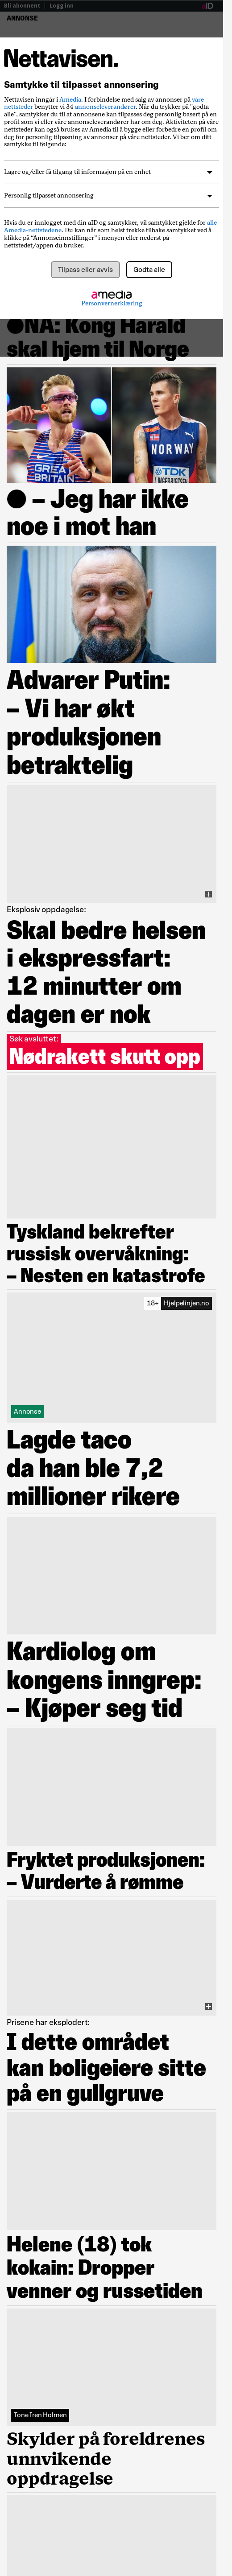 Bli abonnent | Logg inn
aID
ANNONSE
Nettavisen.
Samtykke til tilpasset annonsering
Nettavisen inngår i Amedia. I forbindelse med salg av annonser på våre
nettsteder benytter vi 34 annonseleverandører. Når du trykker på "godta
alle", samtykker du til at annonser kan tilpasses deg personlig basert på en
profil som vi eller våre annonseleverandører har om deg. Aktivitet på våre
nettsteder kan også brukes av Amedia til å bygge eller forbedre en profil om
deg for personlig tilpasning av annonser på våre nettsteder. Vi ber om ditt
samtykke til følgende:
Lagre og/eller få tilgang til informasjon på en enhet
Personlig tilpasset annonsering
Hvis du er innlogget med din aID og samtykker, vil samtykket gjelde for alle
Amedia-nettstedene. Du kan når som helst trekke tilbake samtykket ved å
klikke på “Annonseinnstillinger” i menyen eller nederst på
nettstedet/appen du bruker.
Tilpass eller avvis
Godta alle
amedia
Personvernerklæring
NA: Kong Harald
skal hjem til Norge
GREAT
BRITAIN
NORWAY
TDK
INGEBRIGTSEN
– Jeg har ikke
noe i mot han
Advarer Putin:
– Vi har økt
produksjonen
betraktelig
Eksplosiv oppdagelse:
Skal bedre helsen
i ekspressfart:
12 minutter om
dagen er nok
Søk avsluttet:
Nødrakett skutt opp
Tyskland bekrefter
russisk overvåkning:
– Nesten en katastrofe
18+ Hjelpelinjen.no
Annonse
Lagde taco
da han ble 7,2
millioner rikere
Kardiolog om
kongens inngrep:
– Kjøper seg tid
Fryktet produksjonen:
– Vurderte å rømme
Prisene har eksplodert:
I dette området
kan boligeiere sitte
på en gullgruve
Helene (18) tok
kokain: Dropper
venner og russetiden
Tone Iren Holmen
Skylder på foreldrenes
unnvikende
oppdragelse